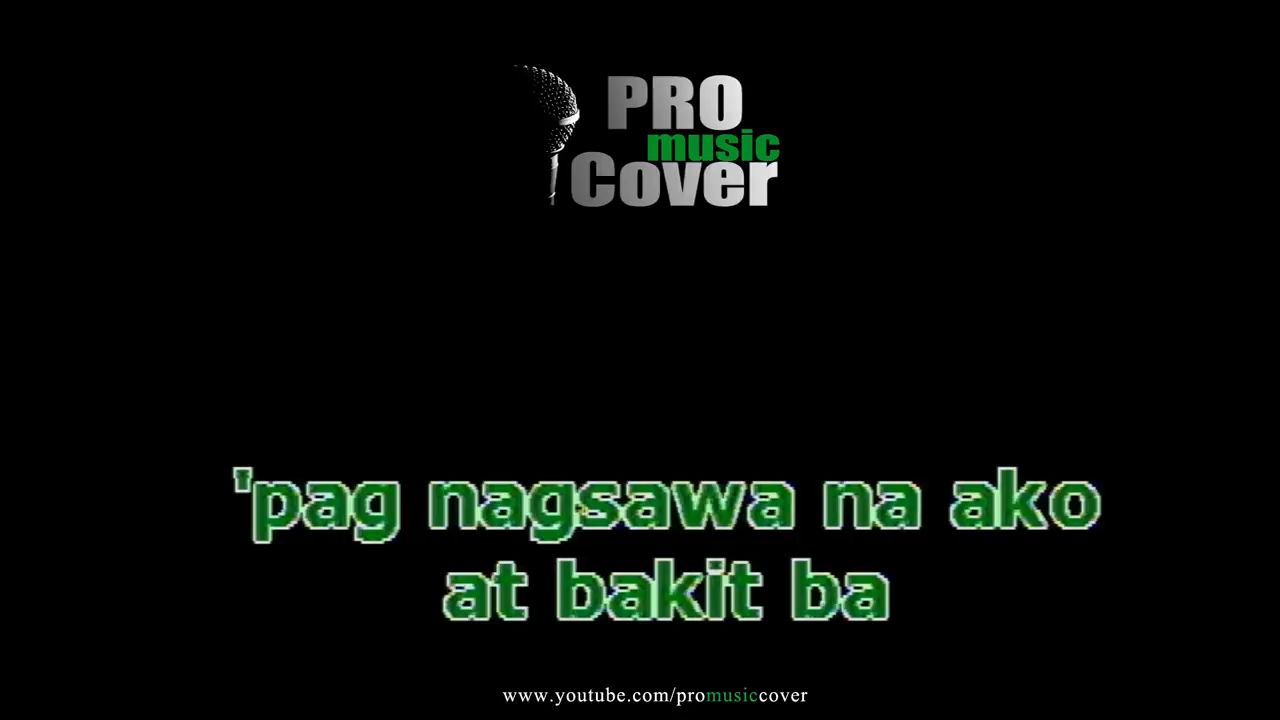 PRO
music
Cover
'pag nagsawa na ako
at bakit ba
www.youtube.com/promusiccover